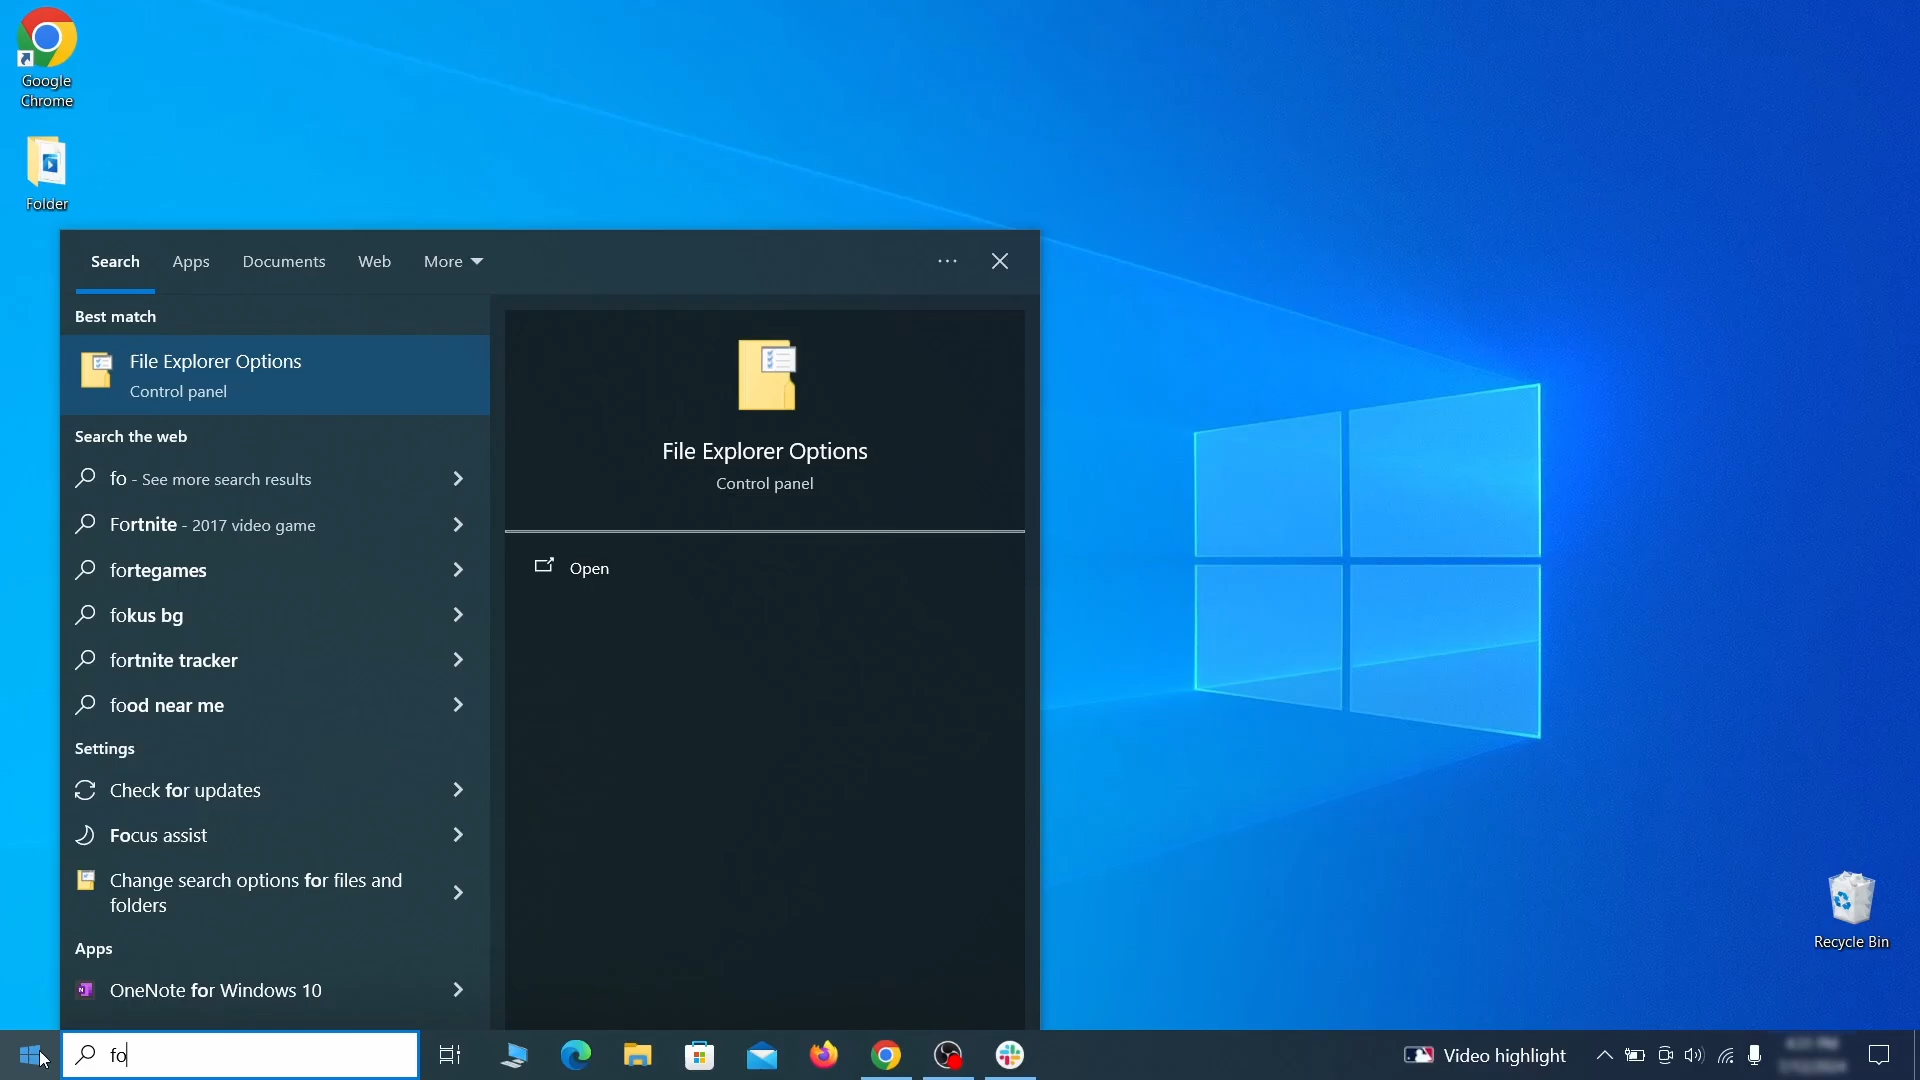 Google
Chrome
Folder
Search
Apps
Documents
Web
More
Best match
File Explorer Options
Control panel
Search the web
fo - See more search results
Fortnite - 2017 video game
fortegames
fokus bg
fortnite tracker
food near me
Settings
Check for updates
Focus assist
Change search options for files and
folders
Apps
OneNote for Windows 10
File Explorer Options
Control panel
Open
Recycle Bin
fo
Video highlight